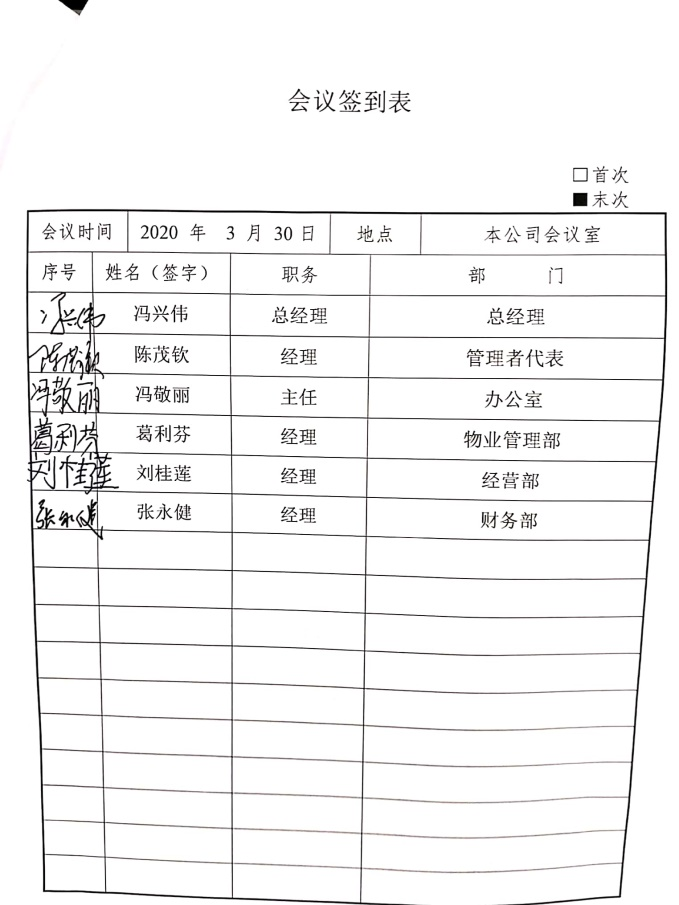 会议签到表
□首次
■末次
会议时间 2020 年 3 月 30 日 地点 本公司会议室
序号 姓名（签字） 职务 部 门
冯兴伟 冯兴伟 总经理 总经理
陈茂钦 陈茂钦 经理 管理者代表
冯敬丽 冯敬丽 主任 办公室
葛利芬 葛利芬 经理 物业管理部
刘桂莲 刘桂莲 经理 经营部
张永健 张永健 经理 财务部